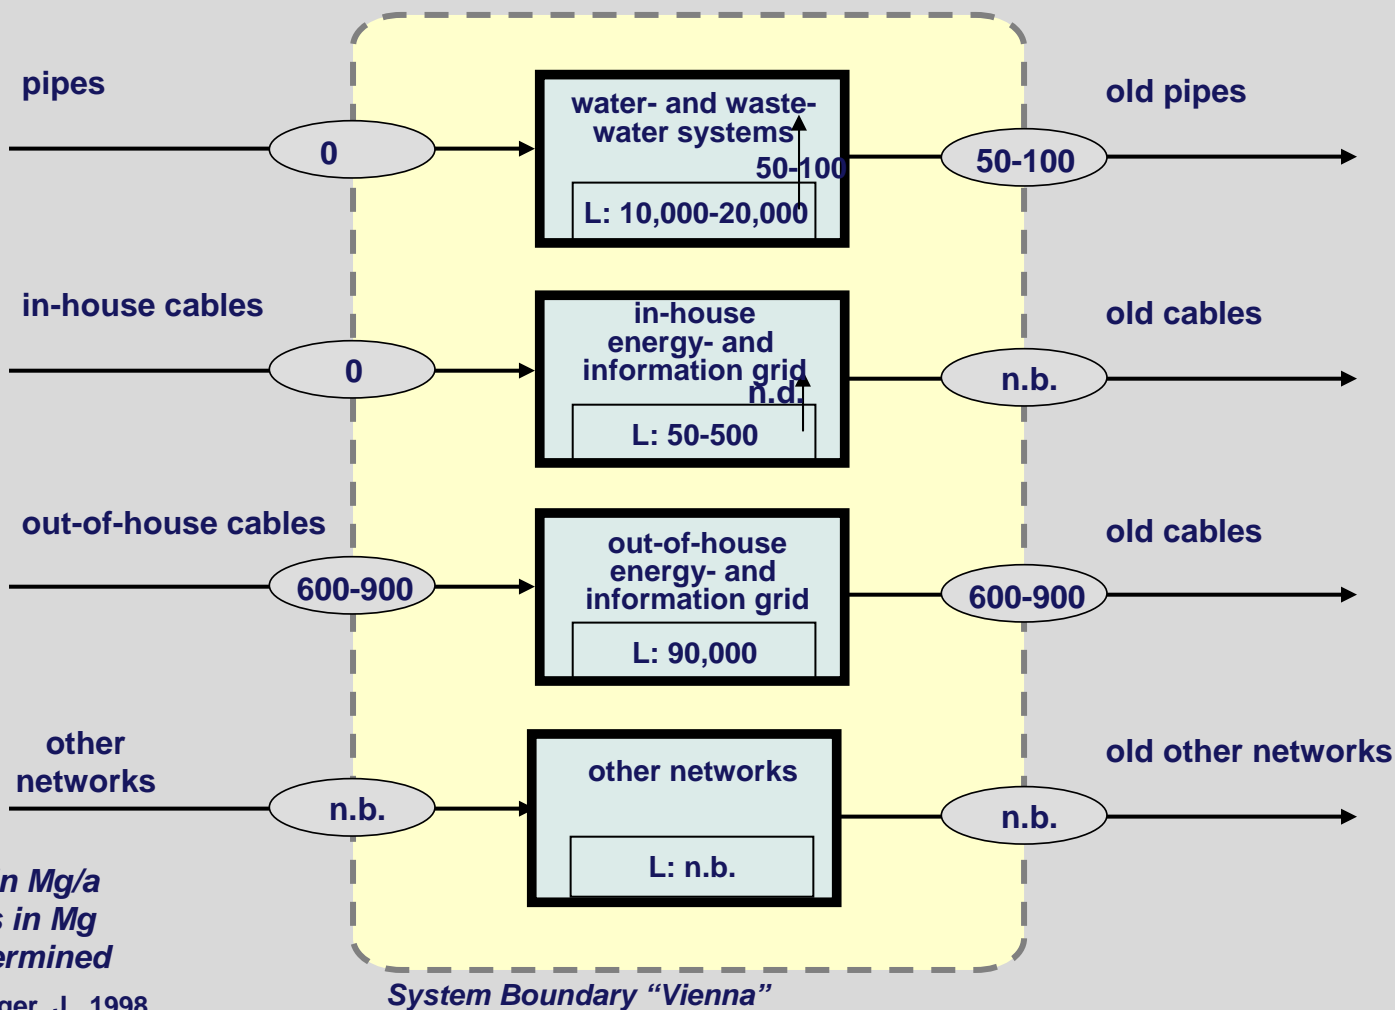 pipes
0
water- and waste-
water systems
50-100
L: 10,000-20,000
old pipes
50-100
in-house cables
0
in-house
energy- and
information grid
n.d.
L: 50-500
old cables
n.b.
out-of-house cables
600-900
out-of-house
energy- and
information grid
L: 90,000
old cables
600-900
other
networks
n.b.
other networks
L: n.b.
old other networks
n.b.
in Mg/a
in Mg
J. 1998
System Boundary “Vienna”